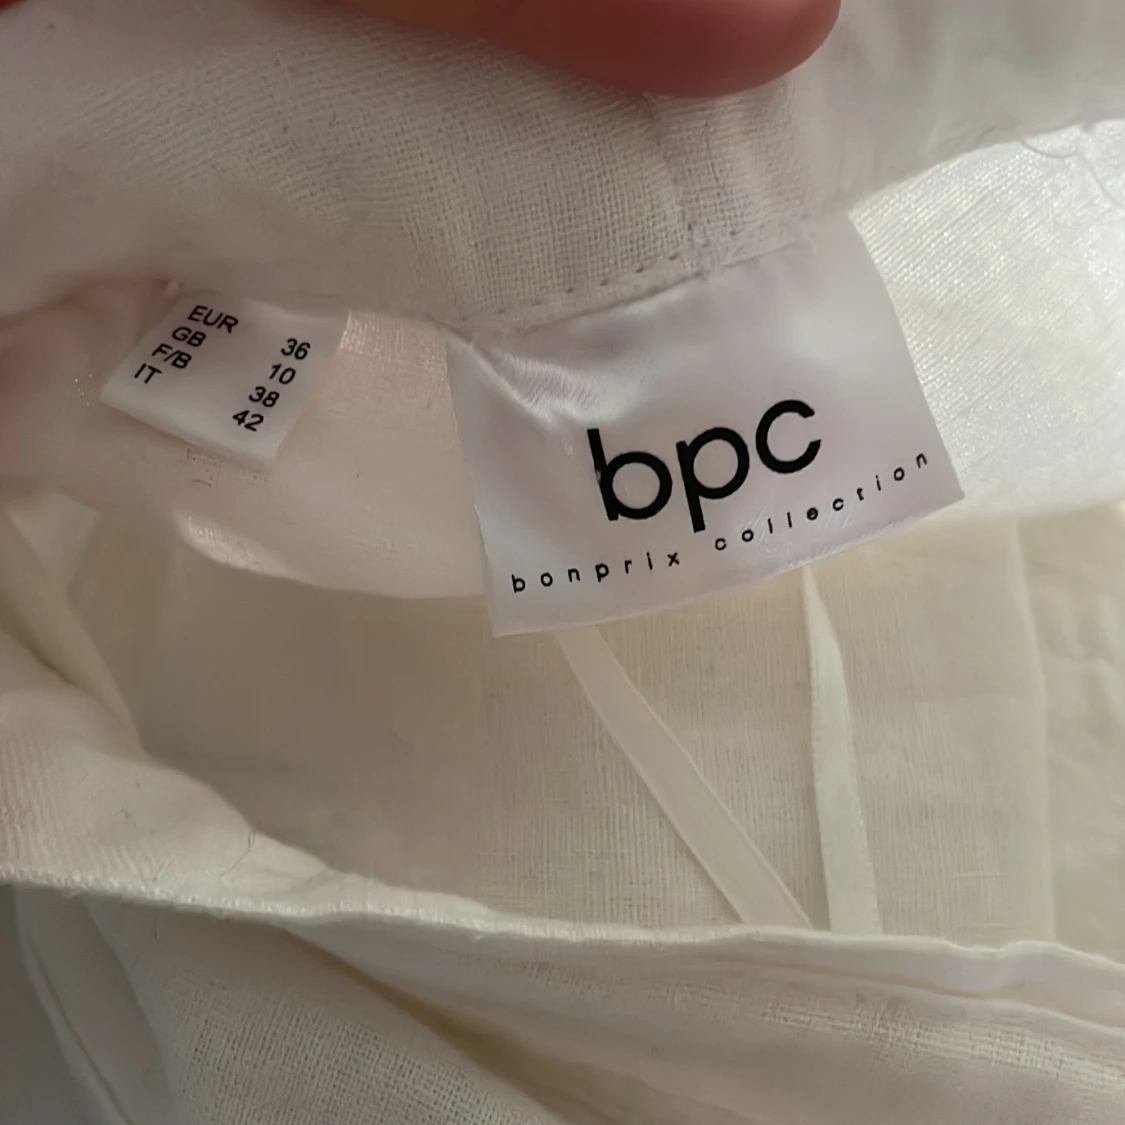 EUR 36
GB 10
F/B 38
IT 42
bpc
bonprix collection